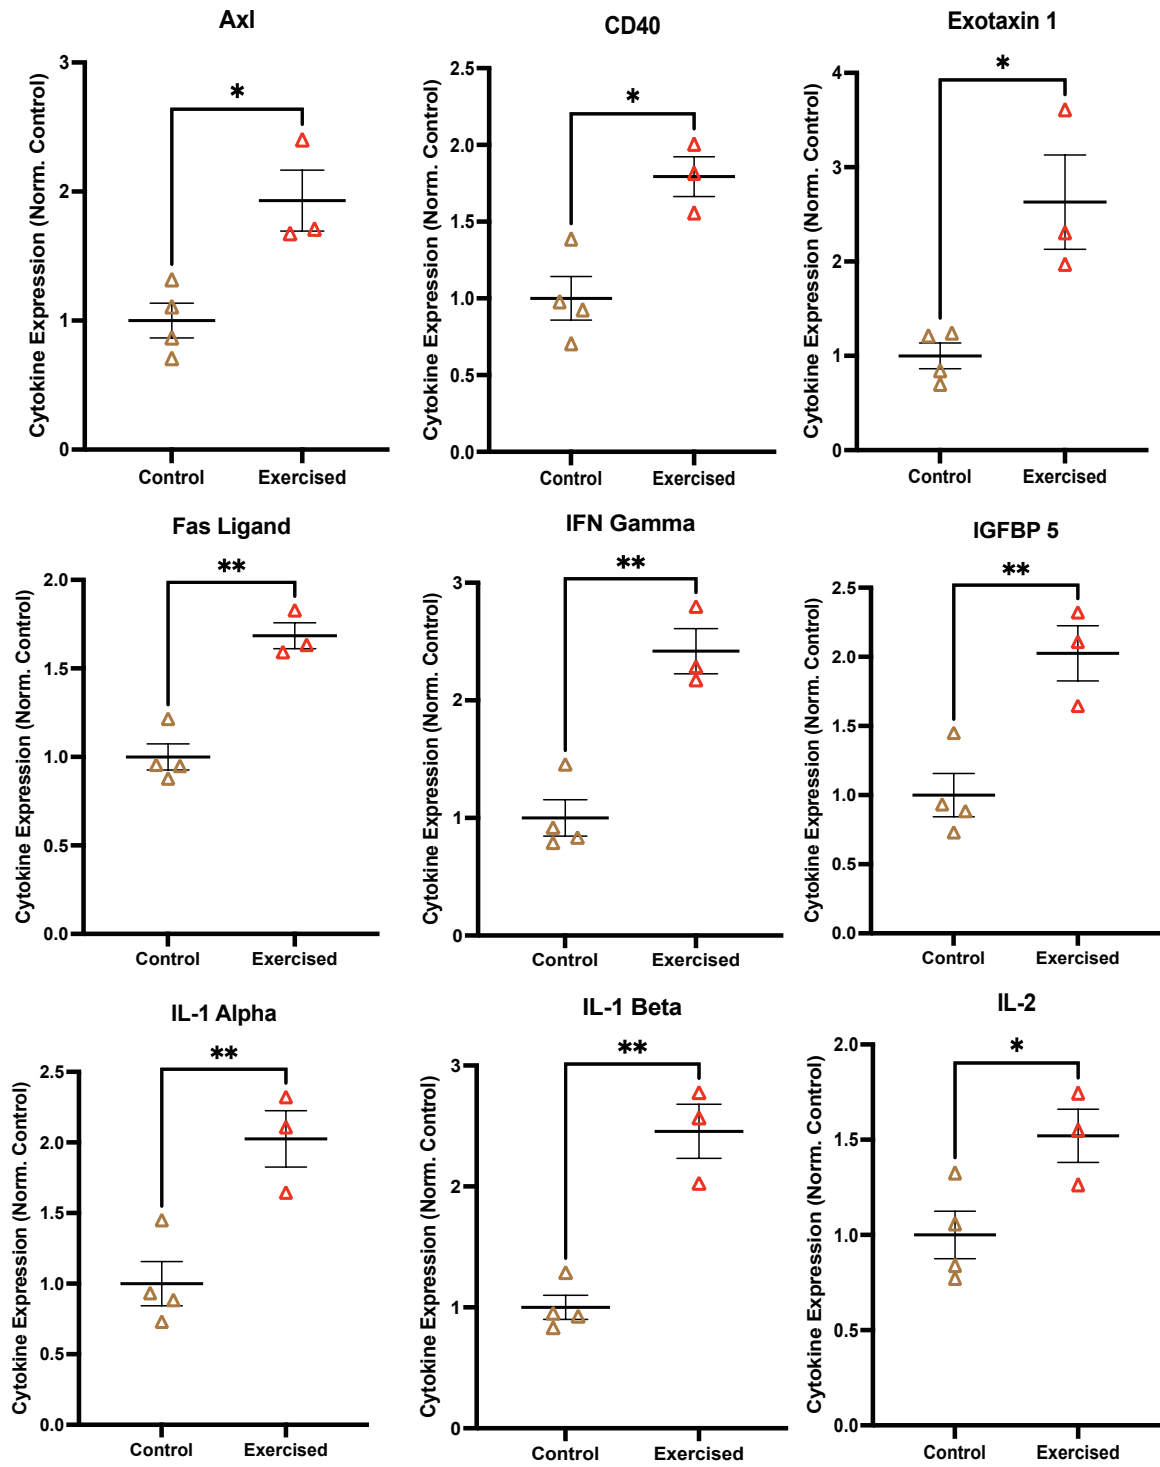 Axl
CD40
Exotaxin 1
Cytokine Expression (Norm. Control)
3
2
1
0
*
Control
Exercised
Cytokine Expression (Norm. Control)
2.5
2.0
1.5
1.0
0.5
0.0
*
Control
Exercised
Cytokine Expression (Norm. Control)
4
3
2
1
0
*
Control
Exercised
Fas Ligand
IFN Gamma
IGFBP 5
Cytokine Expression (Norm. Control)
2.0
1.5
1.0
0.5
0.0
**
Control
Exercised
Cytokine Expression (Norm. Control)
3
2
1
0
**
Control
Exercised
Cytokine Expression (Norm. Control)
2.5
2.0
1.5
1.0
0.5
0.0
**
Control
Exercised
IL-1 Alpha
IL-1 Beta
IL-2
Cytokine Expression (Norm. Control)
2.5
2.0
1.5
1.0
0.5
0.0
**
Control
Exercised
Cytokine Expression (Norm. Control)
3
2
1
0
**
Control
Exercised
Cytokine Expression (Norm. Control)
2.0
1.5
1.0
0.5
0.0
*
Control
Exercised